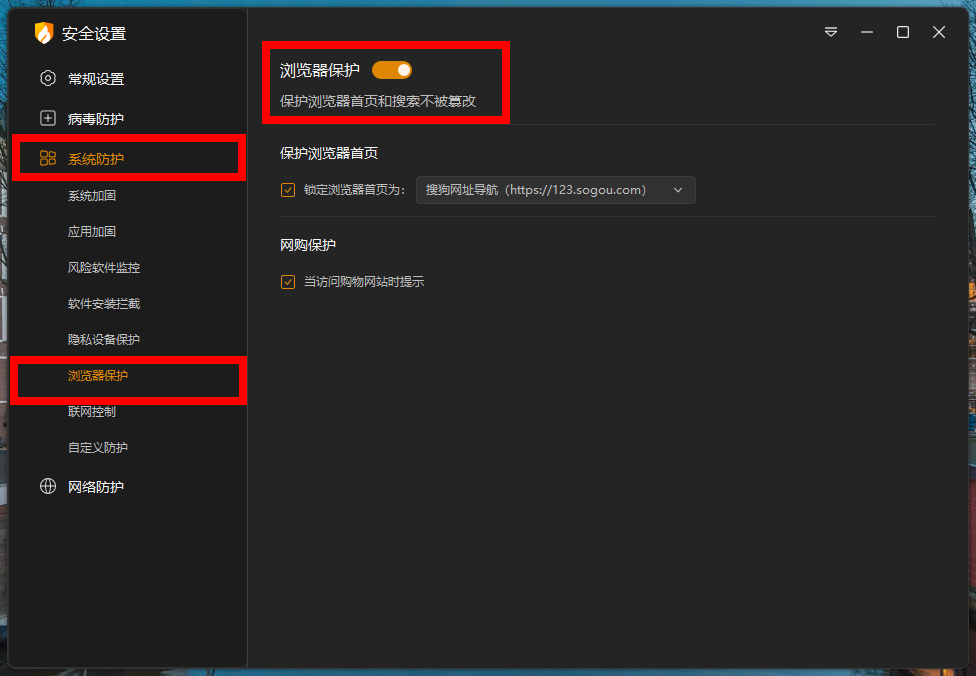 安全设置
常规设置
病毒防护
系统防护
系统加固
应用加固
风险软件监控
软件安装拦截
隐私设备保护
浏览器保护
联网控制
自定义防护
网络防护
浏览器保护
保护浏览器首页和搜索不被篡改
保护浏览器首页
锁定浏览器首页为: 搜狗网址导航（https://123.sogou.com）
网购保护
当访问购物网站时提示